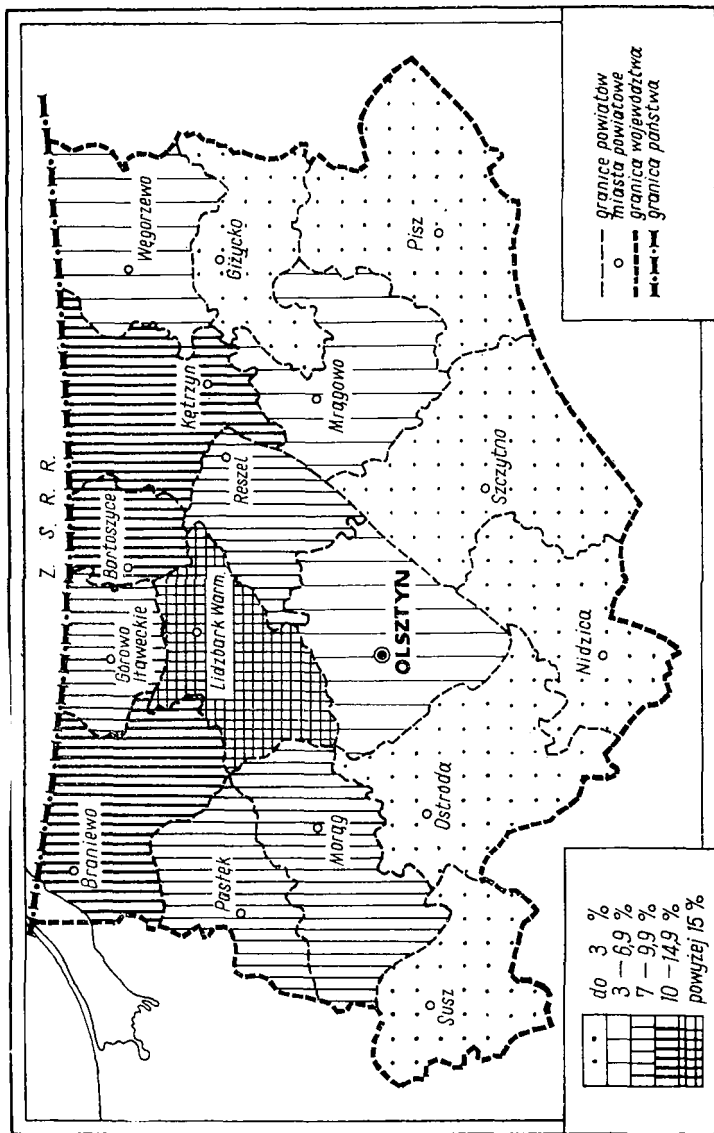 Z. S. R. R.
Braniewo
Górowo
Iławeckie
Bartoszyce
Kętrzyn
Węgorzewo
Pasłęk
Lidzbark Warm.
Reszel
Giżycko
Morąg
Mrągowo
OLSZTYN
Susz
Ostróda
Szczytno
Pisz
Nidzica
do 3 %
3 – 6,9 %
7 – 9,9 %
10 – 14,9 %
powyżej 15 %
granice powiatów
miasta powiatowe
granica województwa
granica państwa